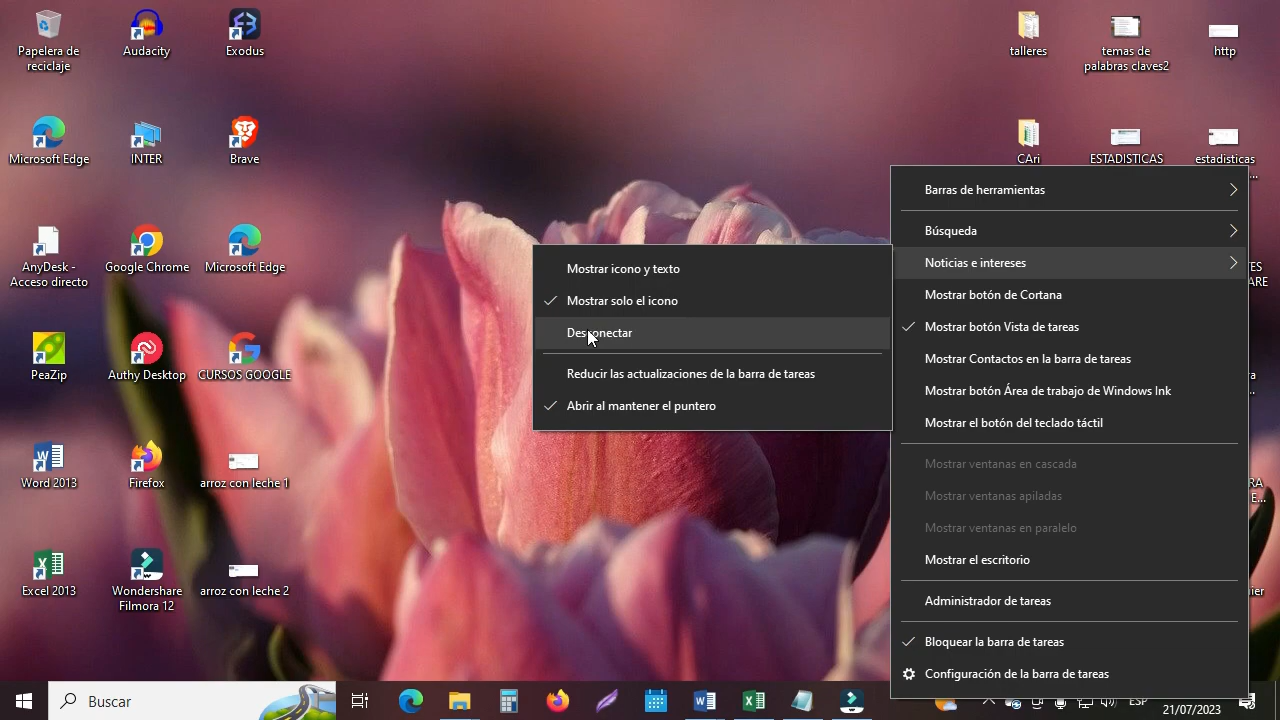 Papelera de
reciclaje
Audacity
Exodus
talleres
temas de
palabras claves2
http
Microsoft Edge
INTER
Brave
CAri
ESTADISTICAS
estadisticas
AnyDesk -
Acceso directo
Google Chrome
Microsoft Edge
PeaZip
Authy Desktop
CURSOS GOOGLE
Word 2013
Firefox
arroz con leche 1
Excel 2013
Wondershare
Filmora 12
arroz con leche 2
Mostrar icono y texto
Mostrar solo el icono
Desconectar
Reducir las actualizaciones de la barra de tareas
Abrir al mantener el puntero
Barras de herramientas
Búsqueda
Noticias e intereses
Mostrar botón de Cortana
Mostrar botón Vista de tareas
Mostrar Contactos en la barra de tareas
Mostrar botón Área de trabajo de Windows Ink
Mostrar el botón del teclado táctil
Mostrar ventanas en cascada
Mostrar ventanas apiladas
Mostrar ventanas en paralelo
Mostrar el escritorio
Administrador de tareas
Bloquear la barra de tareas
Configuración de la barra de tareas
Buscar
ESP
21/07/2023